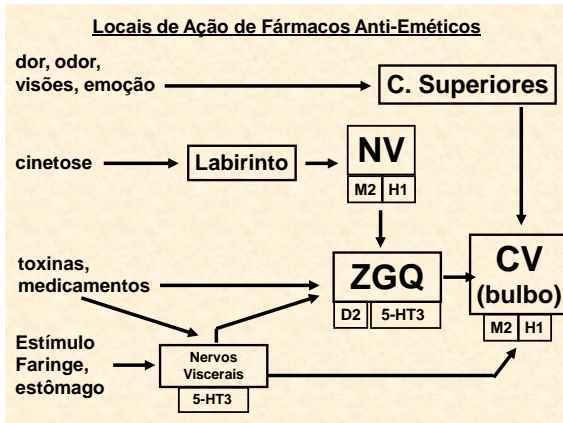 Locais de Ação de Fármacos Anti-Eméticos
dor, odor,
visões, emoção
C. Superiores
cinetose
Labirinto
NV
M2 H1
toxinas,
medicamentos
ZGQ
D2 5-HT3
CV
(bulbo)
M2 H1
Estímulo
Faringe,
estômago
Nervos
Viscerais
5-HT3